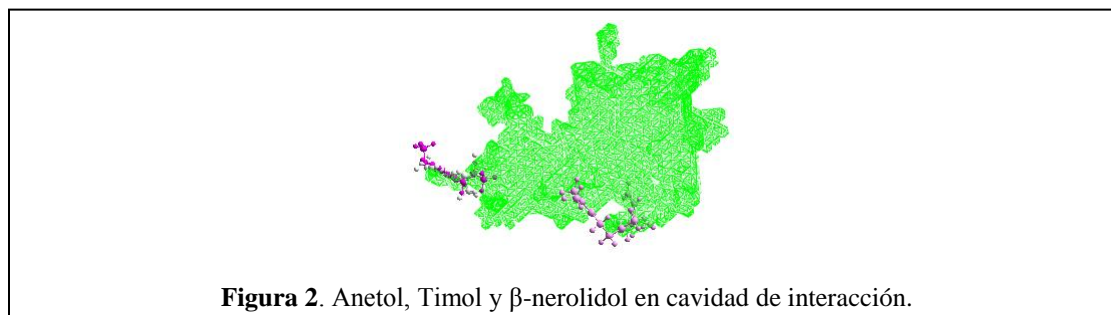 Figura 2. Anetol, Timol y β-nerolidol en cavidad de interacción.